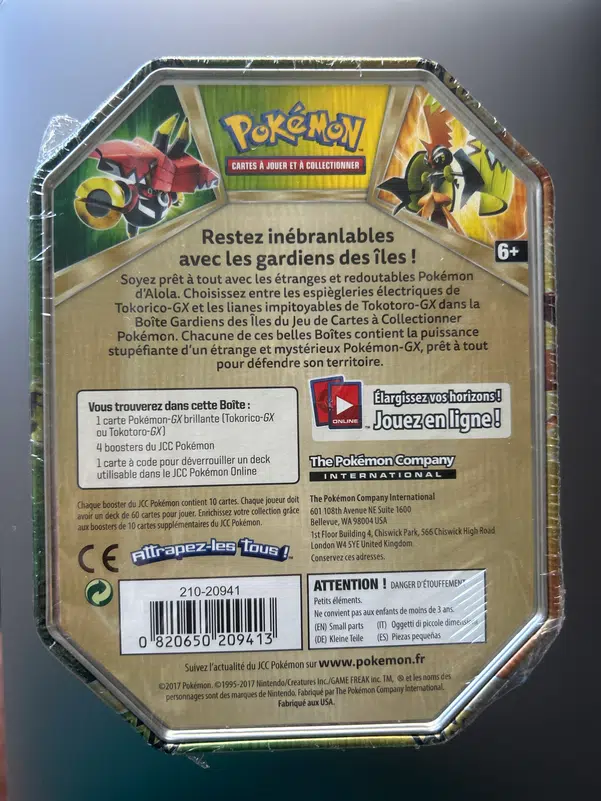 POKéMON
CARTES À JOUER ET À COLLECTIONNER
6+
Restez inébranlables
avec les gardiens des îles !
Soyez prêt à tout avec les étranges et redoutables Pokémon
d'Alola. Choisissez entre les espiègleries électriques de
Tokorico-GX et les lianes impitoyables de Tokotoro-GX dans la
Boîte Gardiens des Îles du Jeu de Cartes à Collectionner
Pokémon. Chacune de ces belles Boîtes contient la puissance
stupéfiante d'un étrange et mystérieux Pokémon-GX, prêt à tout
pour défendre son territoire.
Vous trouverez dans cette Boîte :
1 carte Pokémon-GX brillante (Tokorico-GX
ou Tokotoro-GX)
4 boosters du JCC Pokémon
1 carte à code pour déverrouiller un deck
utilisable dans le JCC Pokémon Online
ONLINE
TM
Élargissez vos horizons !
Jouez en ligne !
The Pokémon Company
INTERNATIONAL
Chaque booster du JCC Pokémon contient 10 cartes. Chaque joueur doit
avoir un deck de 60 cartes pour jouer. Enrichissez votre collection grâce
aux boosters de 10 cartes supplémentaires du JCC Pokémon.
The Pokémon Company International
601 108th Avenue NE Suite 1600
Bellevue, WA 98004 USA
1st Floor Building 4, Chiswick Park, 566 Chiswick High Road
London W4 5YE United Kingdom
Conservez ces adresses.
CE
Attrapez-les Tous !
TM
210-20941
0 820650 209413
ATTENTION ! DANGER D'ÉTOUFFEMENT
Petits éléments.
Ne convient pas aux enfants de moins de 3 ans.
(EN) Small parts (IT) Oggetti di piccole dimensioni
(DE) Kleine Teile (ES) Piezas pequeñas
Suivez l'actualité du JCC Pokémon sur www.pokemon.fr
©2017 Pokémon. ©1995-2017 Nintendo/Creatures Inc./GAME FREAK inc. TM, ® et les noms des
personnages sont des marques de Nintendo. Fabriqué par The Pokémon Company International.
Fabriqué aux USA.